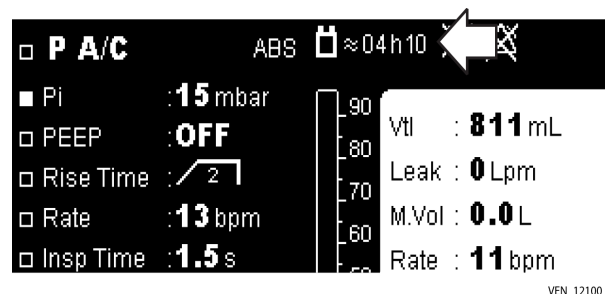 P A/C ABS ≈04h10
Pi :15 mbar
PEEP :OFF
Rise Time : 2
Rate :13 bpm
Insp Time :1.5 s
90
80
70
60
Vtl : 811 mL
Leak : 0 Lpm
M.Vol : 0.0 L
Rate : 11 bpm
VEN_12100